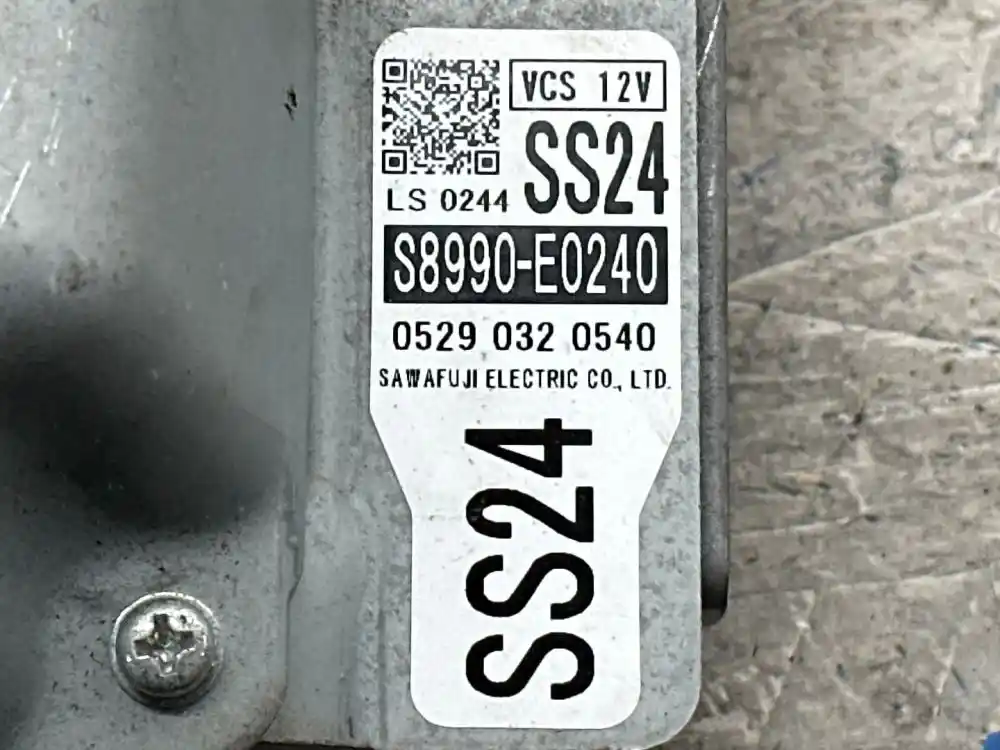 VCS 12V
SS24
LS 0244
S8990-E0240
0529 032 0540
SAWAFUJI ELECTRIC CO., LTD.
SS24